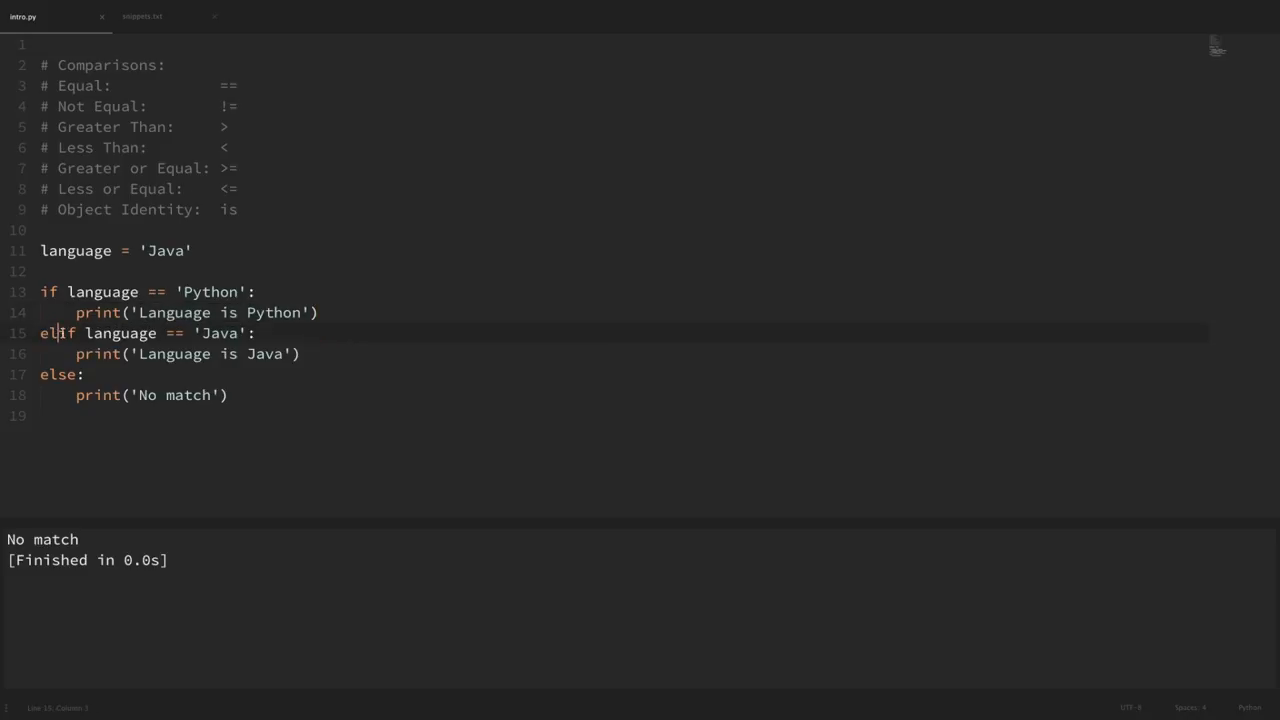 intro.py × snippets.txt ×
1
2 # Comparisons:
3 # Equal: ==
4 # Not Equal: !=
5 # Greater Than: >
6 # Less Than: <
7 # Greater or Equal: >=
8 # Less or Equal: <=
9 # Object Identity: is
10
11 language = 'Java'
12
13 if language == 'Python':
14 print('Language is Python')
15 elif language == 'Java':
16 print('Language is Java')
17 else:
18 print('No match')
19
No match
[Finished in 0.0s]
Line 15, Column 3 UTF-8 Spaces: 4 Python